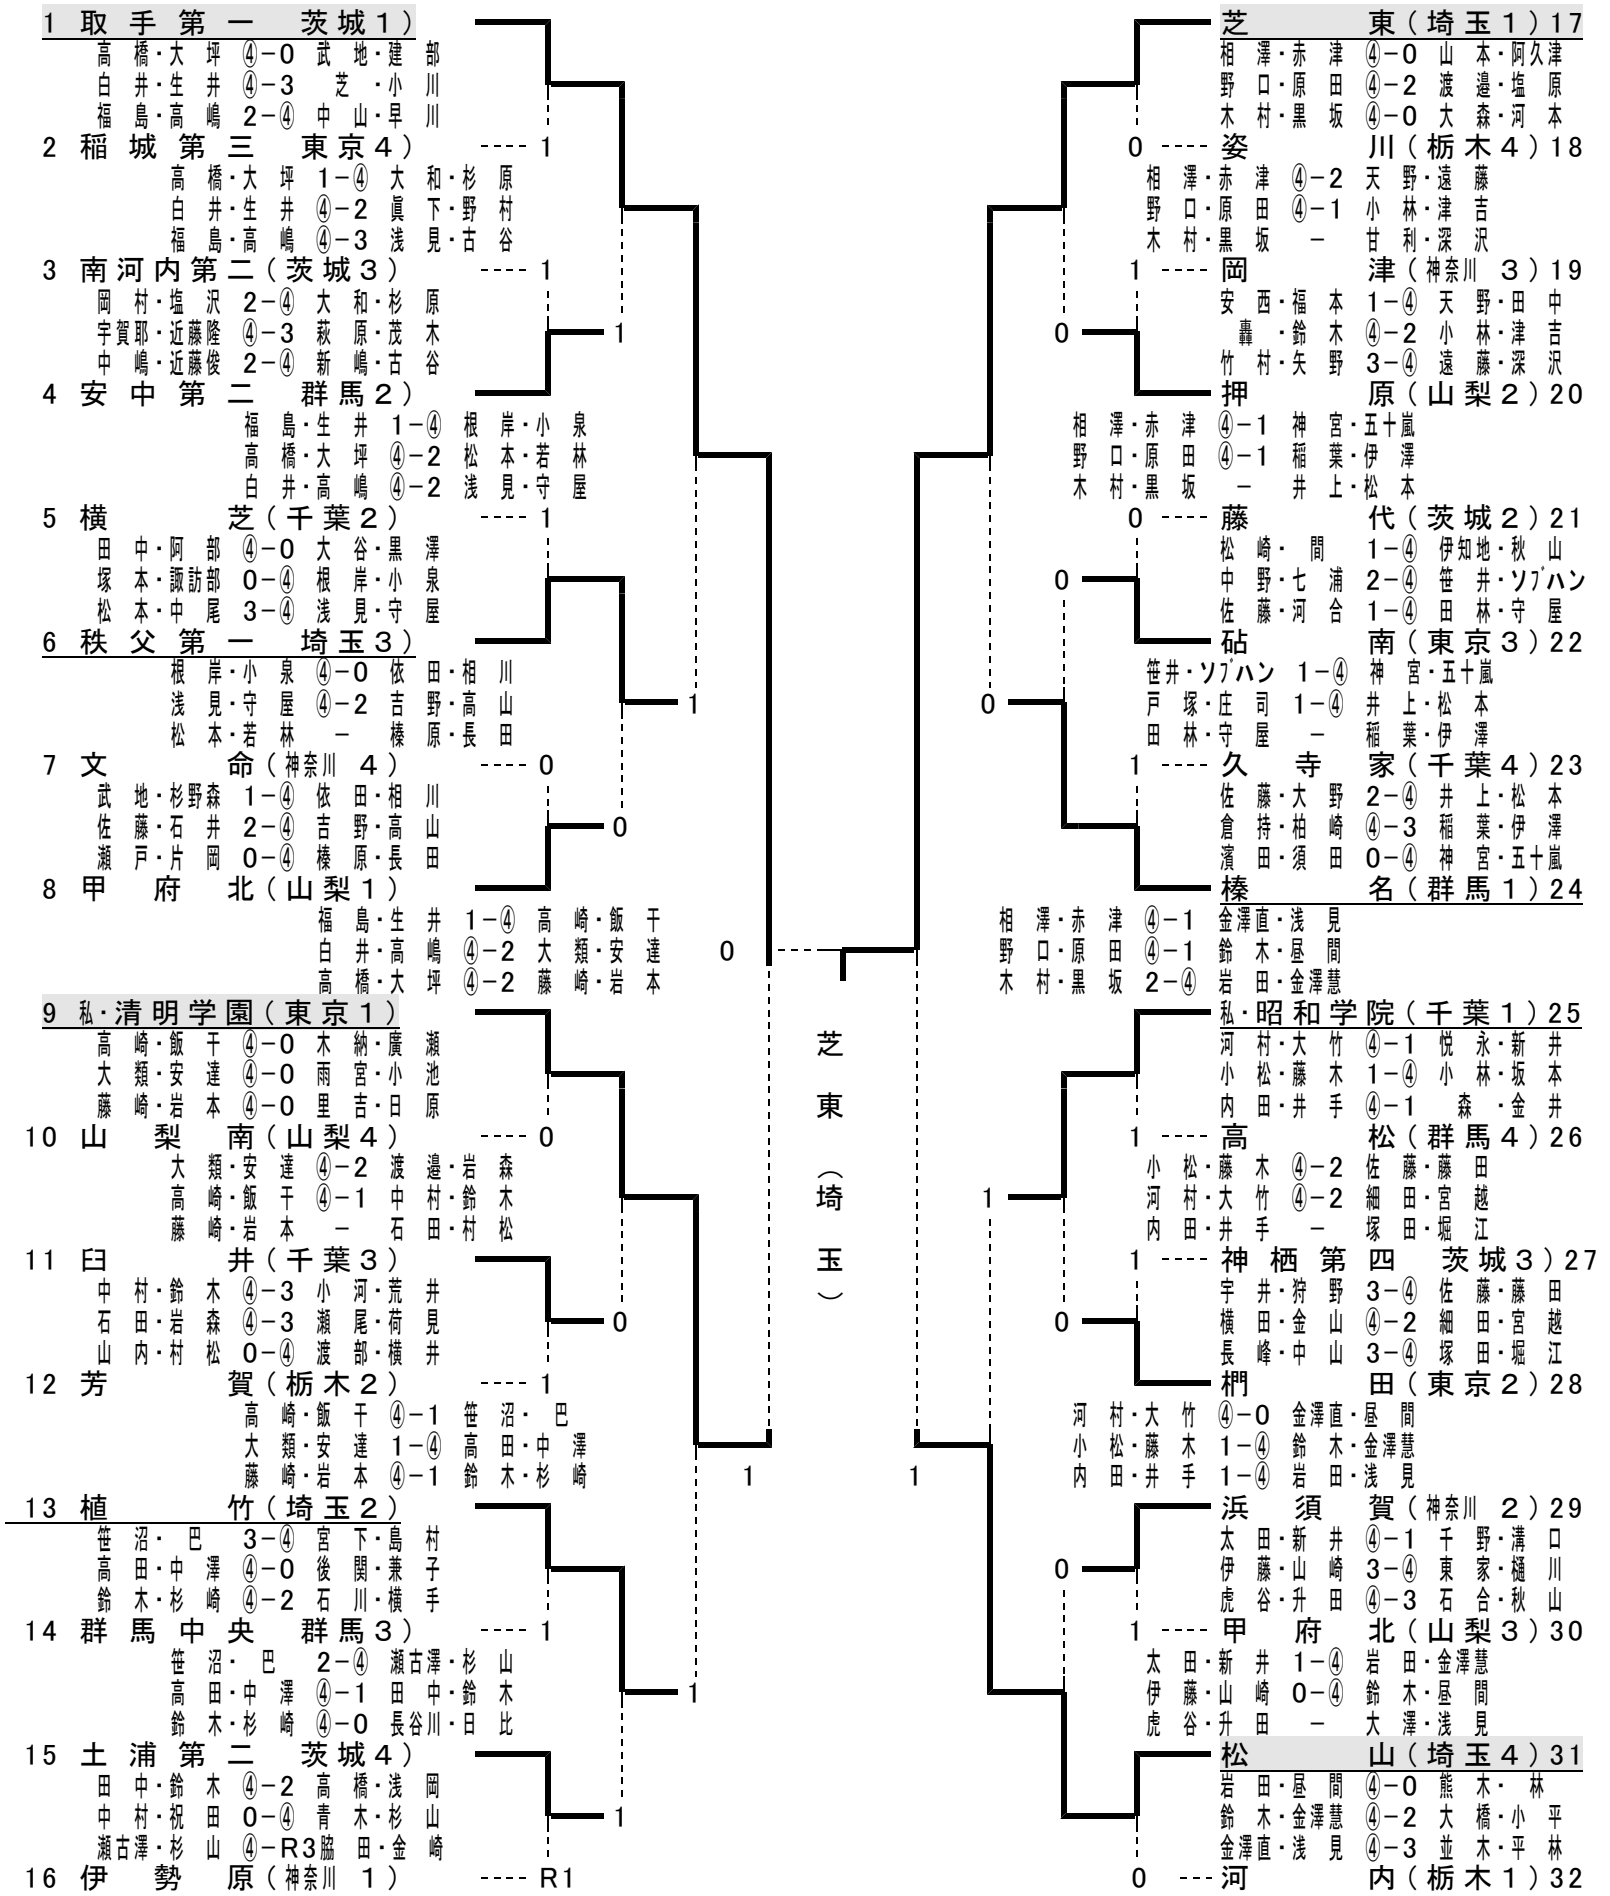 1 取手第一 茨城1)
高橋・大坪 ④−0 武地・建部
白井・生井 ④−3 芝・小川
福島・高嶋 2−④ 中山・早川
2 稲城第三 東京4) 1
高橋・大坪 1−④ 大和・杉原
白井・生井 ④−2 眞下・野村
福島・高嶋 ④−3 浅見・古谷
3 南河内第二(茨城3) 1
岡村・塩沢 2−④ 大和・杉原
宇賀耶・近藤隆 ④−3 萩原・茂木
1
中嶋・近藤俊 2−④ 新嶋・古谷
4 安中第二 群馬2)
福島・生井 1−④ 根岸・小泉
高橋・大坪 ④−2 松本・若林
白井・高嶋 ④−2 浅見・守屋
5 横芝(千葉2) 1
田中・阿部 ④−0 大谷・黒澤
塚本・諏訪部 0−④ 根岸・小泉
松本・中尾 3−④ 浅見・守屋
6 秩父第一 埼玉3)
根岸・小泉 ④−0 依田・相川
浅見・守屋 ④−2 吉野・高山
1
松本・若林 − 榛原・長田
7 文命(神奈川 4) 0
武地・杉野森 1−④ 依田・相川
佐藤・石井 2−④ 吉野・高山
0
瀬戸・片岡 0−④ 榛原・長田
8 甲府北(山梨1)
福島・生井 1−④ 高崎・飯干
白井・高嶋 ④−2 大類・安達
0
高橋・大坪 ④−2 藤崎・岩本
9 私・清明学園(東京1)
高崎・飯干 ④−0 木納・廣瀬
大類・安達 ④−0 雨宮・小池
藤崎・岩本 ④−0 里吉・日原
10 山梨南(山梨4) 0
大類・安達 ④−2 渡邉・岩森
高崎・飯干 ④−1 中村・鈴木
藤崎・岩本 − 石田・村松
11 臼井(千葉3)
中村・鈴木 ④−3 小河・荒井
石田・岩森 ④−3 瀬尾・荷見
0
山内・村松 0−④ 渡部・横井
12 芳賀(栃木2) 1
高崎・飯干 ④−1 笹沼・巴
大類・安達 1−④ 高田・中澤
藤崎・岩本 ④−1 鈴木・杉崎
1
13 植竹(埼玉2)
笹沼・巴 3−④ 宮下・島村
高田・中澤 ④−0 後関・兼子
鈴木・杉崎 ④−2 石川・横手
14 群馬中央 群馬3) 1
笹沼・巴 2−④ 瀬古澤・杉山
高田・中澤 ④−1 田中・鈴木
1
鈴木・杉崎 ④−0 長谷川・日比
15 土浦第二 茨城4)
田中・鈴木 ④−2 高橋・浅岡
中村・祝田 0−④ 青木・杉山
1
瀬古澤・杉山 ④−R3 脇田・金崎
16 伊勢原(神奈川 1) R1
芝東(埼玉)
芝東(埼玉1)17
相澤・赤津 ④−0 山本・阿久津
野口・原田 ④−2 渡邉・塩原
木村・黒坂 ④−0 大森・河本
0 姿川(栃木4)18
相澤・赤津 ④−2 天野・遠藤
野口・原田 ④−1 小林・津吉
木村・黒坂 − 甘利・深沢
1 岡津(神奈川 3)19
安西・福本 1−④ 天野・田中
轟・鈴木 ④−2 小林・津吉
0
竹村・矢野 3−④ 遠藤・深沢
押原(山梨2)20
相澤・赤津 ④−1 神宮・五十嵐
野口・原田 ④−1 稲葉・伊澤
木村・黒坂 − 井上・松本
0 藤代(茨城2)21
松崎・間 1−④ 伊知地・秋山
中野・七浦 2−④ 笹井・ソブハン
0
佐藤・河合 1−④ 田林・守屋
砧南(東京3)22
笹井・ソブハン 1−④ 神宮・五十嵐
戸塚・庄司 1−④ 井上・松本
0
田林・守屋 − 稲葉・伊澤
1 久寺家(千葉4)23
佐藤・大野 2−④ 井上・松本
倉持・柏崎 ④−3 稲葉・伊澤
濱田・須田 0−④ 神宮・五十嵐
榛名(群馬1)24
相澤・赤津 ④−1 金澤直・浅見
野口・原田 ④−1 鈴木・昼間
木村・黒坂 2−④ 岩田・金澤慧
私・昭和学院(千葉1)25
河村・大竹 ④−1 悦永・新井
小松・藤木 1−④ 小林・坂本
内田・井手 ④−1 森・金井
1 高松(群馬4)26
小松・藤木 ④−2 佐藤・藤田
河村・大竹 ④−2 細田・宮越
1
内田・井手 − 塚田・堀江
1 神栖第四 茨城3)27
宇井・狩野 3−④ 佐藤・藤田
横田・金山 ④−2 細田・宮越
0
長峰・中山 3−④ 塚田・堀江
椚田(東京2)28
河村・大竹 ④−0 金澤直・昼間
小松・藤木 1−④ 鈴木・金澤慧
内田・井手 1−④ 岩田・浅見
1
浜須賀(神奈川 2)29
太田・新井 ④−1 千野・溝口
伊藤・山崎 3−④ 東家・樋川
0
虎谷・升田 ④−3 石合・秋山
1 甲府北(山梨3)30
太田・新井 1−④ 岩田・金澤慧
伊藤・山崎 0−④ 鈴木・昼間
虎谷・升田 − 大澤・浅見
松山(埼玉4)31
岩田・昼間 ④−0 熊木・林
鈴木・金澤慧 ④−2 大橋・小平
金澤直・浅見 ④−3 並木・平林
0 河内(栃木1)32